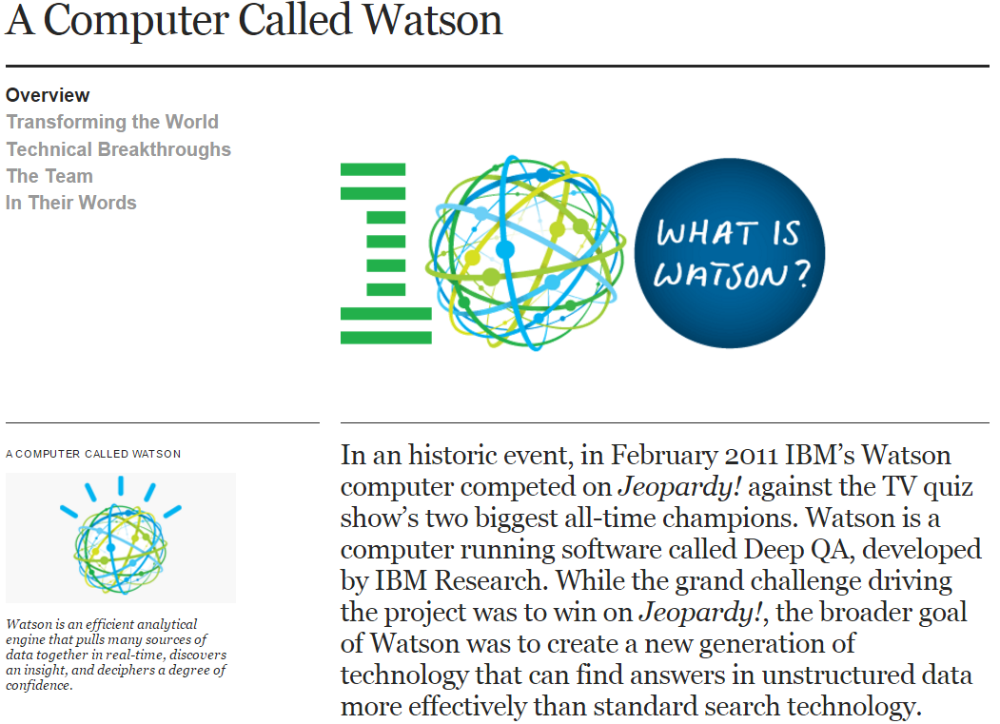 A Computer Called Watson
Overview
Transforming the World
Technical Breakthroughs
The Team
In Their Words
WHAT IS
WATSON?
A COMPUTER CALLED WATSON
Watson is an efficient analytical
engine that pulls many sources of
data together in real-time, discovers
an insight, and deciphers a degree of
confidence.
In an historic event, in February 2011 IBM's Watson
computer competed on Jeopardy! against the TV quiz
show's two biggest all-time champions. Watson is a
computer running software called Deep QA, developed
by IBM Research. While the grand challenge driving
the project was to win on Jeopardy!, the broader goal
of Watson was to create a new generation of
technology that can find answers in unstructured data
more effectively than standard search technology.